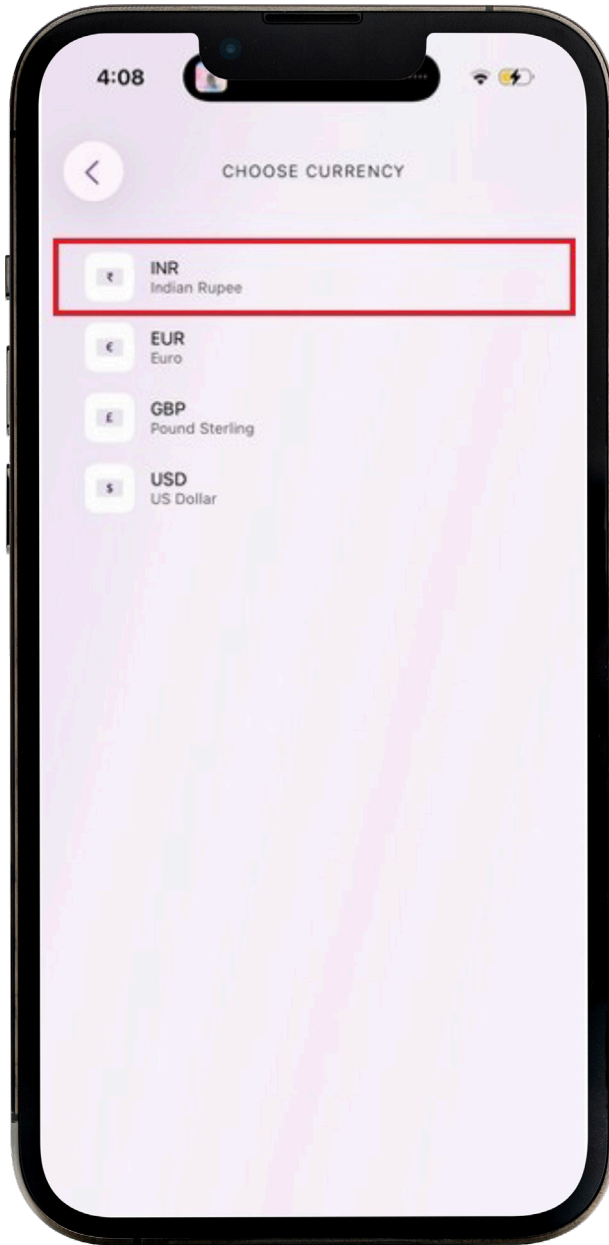 4:08
CHOOSE CURRENCY
₹
INR
Indian Rupee
€
EUR
Euro
£
GBP
Pound Sterling
$
USD
US Dollar